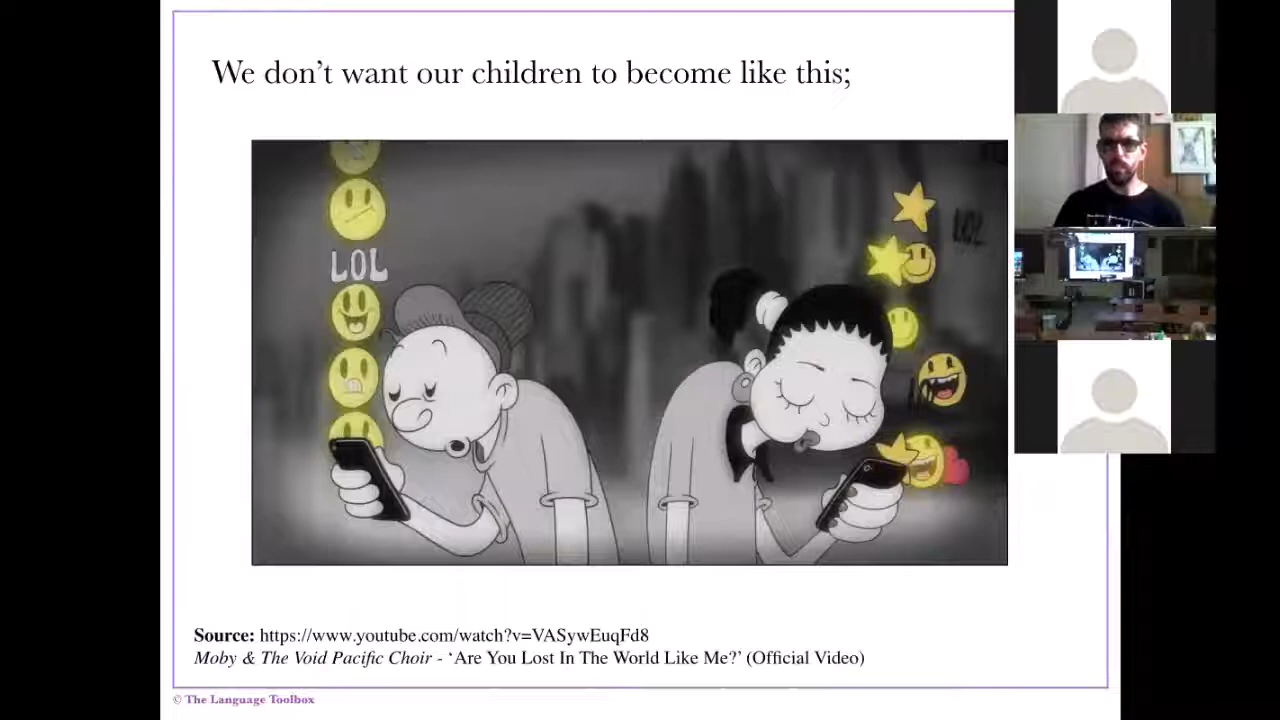 We don't want our children to become like this;
LOL
LOL
Source: https://www.youtube.com/watch?v=VASywEuqFd8
Moby & The Void Pacific Choir - ‘Are You Lost In The World Like Me?’ (Official Video)
© The Language Toolbox